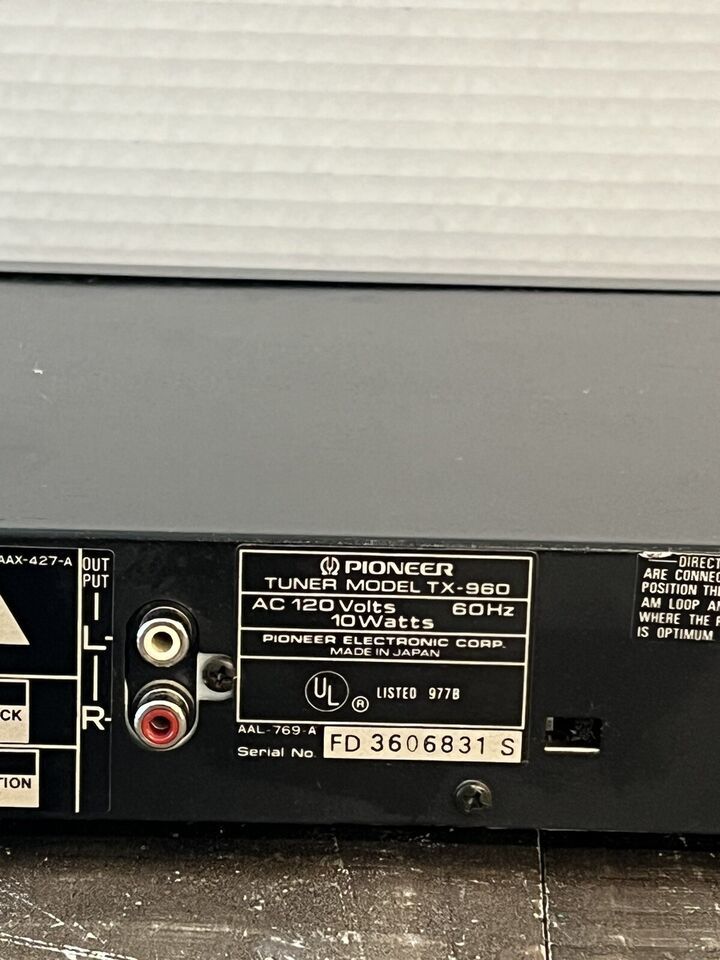 AAX-427-A
OUT
PUT
L
R
CK
TION
PIONEER
TUNER MODEL TX-960
AC 120 Volts 60Hz
10 Watts
PIONEER ELECTRONIC CORP.
MADE IN JAPAN
UL ® LISTED 977B
AAL-769-A
Serial No. FD 3606831 S
DIRECT
ARE CONNEC
POSITION THE
AM LOOP AN
WHERE THE
IS OPTIMUM